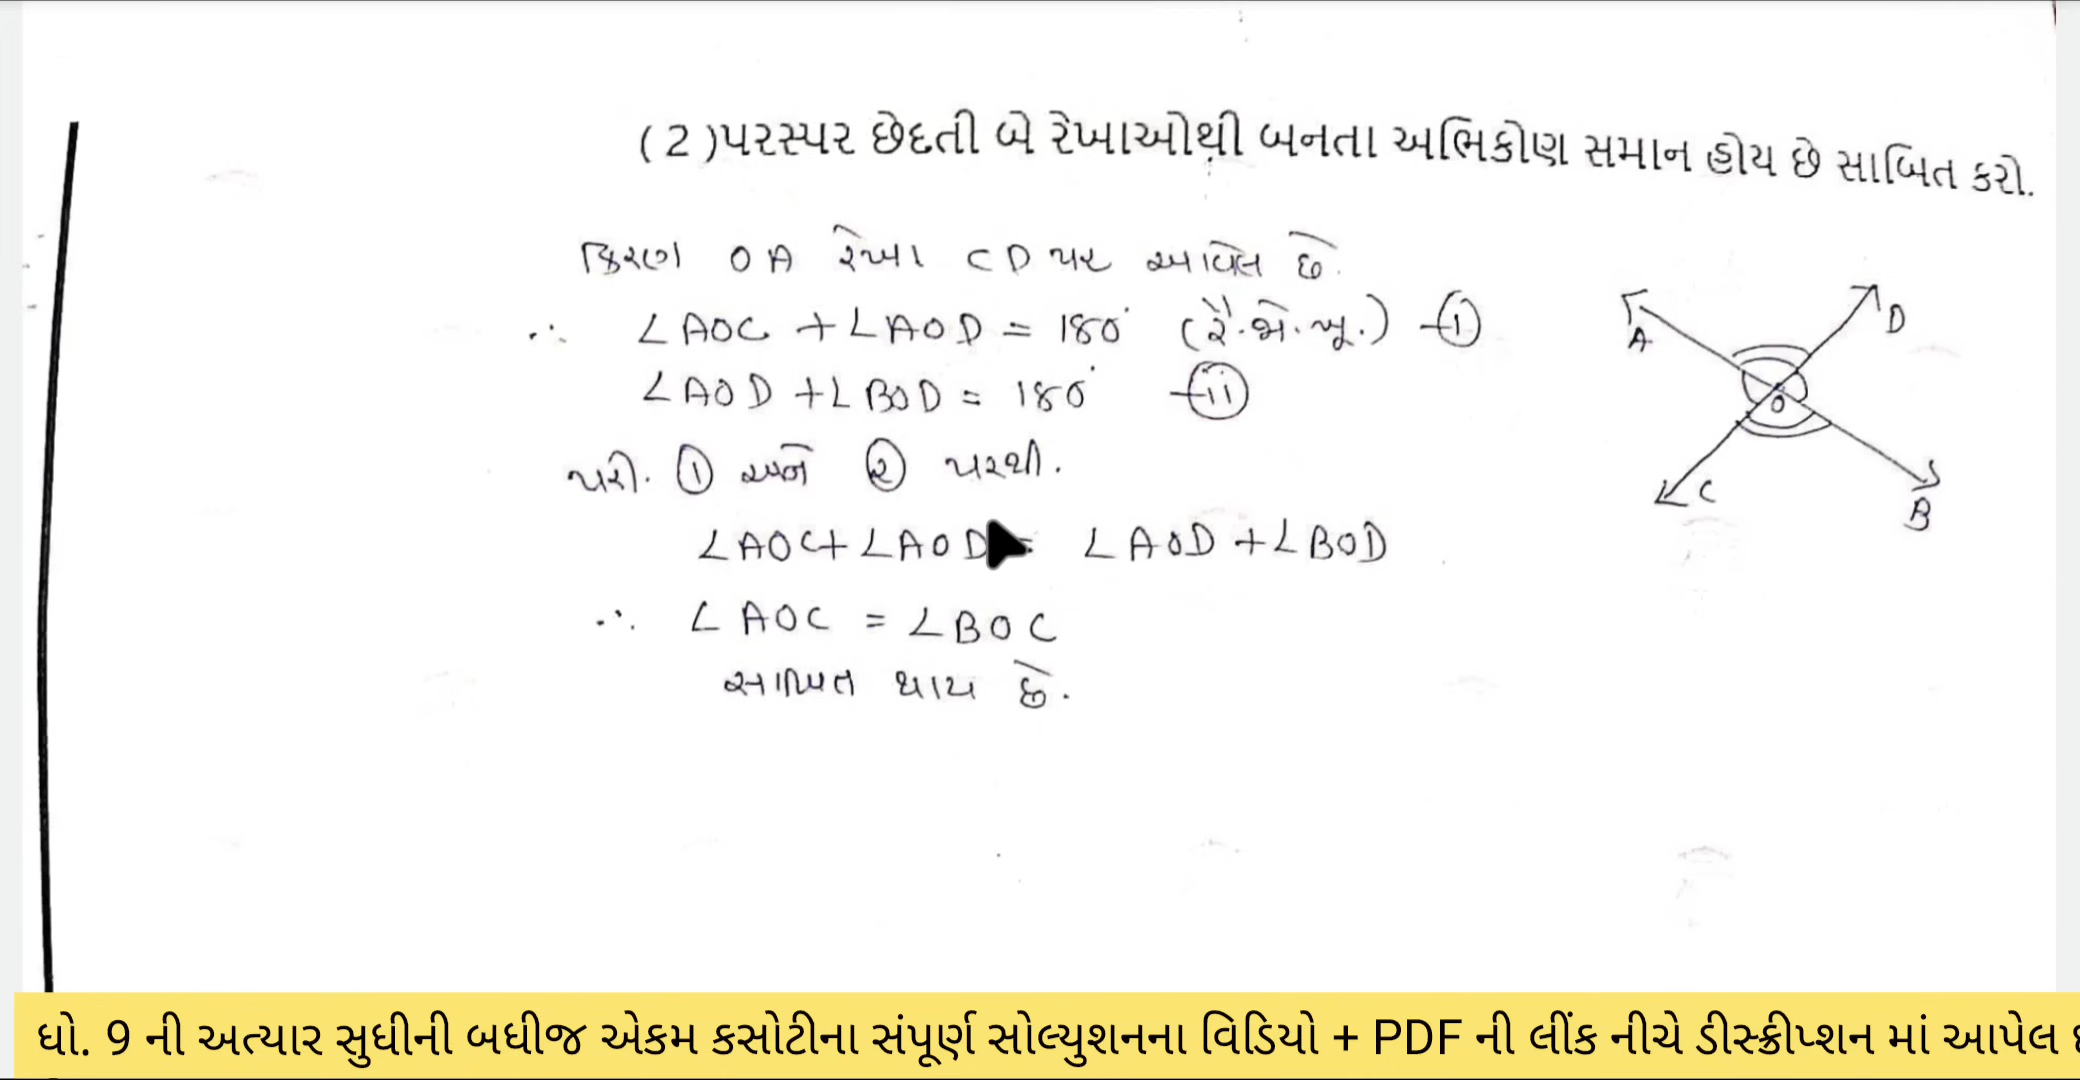 (2)પરસ્પર છેદતી બે રેખાઓથી બનતા અભિકોણ સમાન હોય છે સાબિત કરો.
કિરણ OA રેખા CD પર આવેલ છે.
∴ ∠AOC + ∠AOD = 180° (રૈ.જો.ખૂ.) —(i)
∠AOD + ∠BOD = 180° —(ii)
પરી. (1) અને (૨) પરથી.
∠AOC + ∠AOD = ∠AOD + ∠BOD
∴ ∠AOC = ∠BOC
સાબિત થાય છે.
A
D
O
C
B
ધો. 9 ની અત્યાર સુધીની બધીજ એકમ કસોટીના સંપૂર્ણ સોલ્યુશનના વિડિયો + PDF ની લીંક નીચે ડીસ્ક્રીપ્શન માં આપેલ